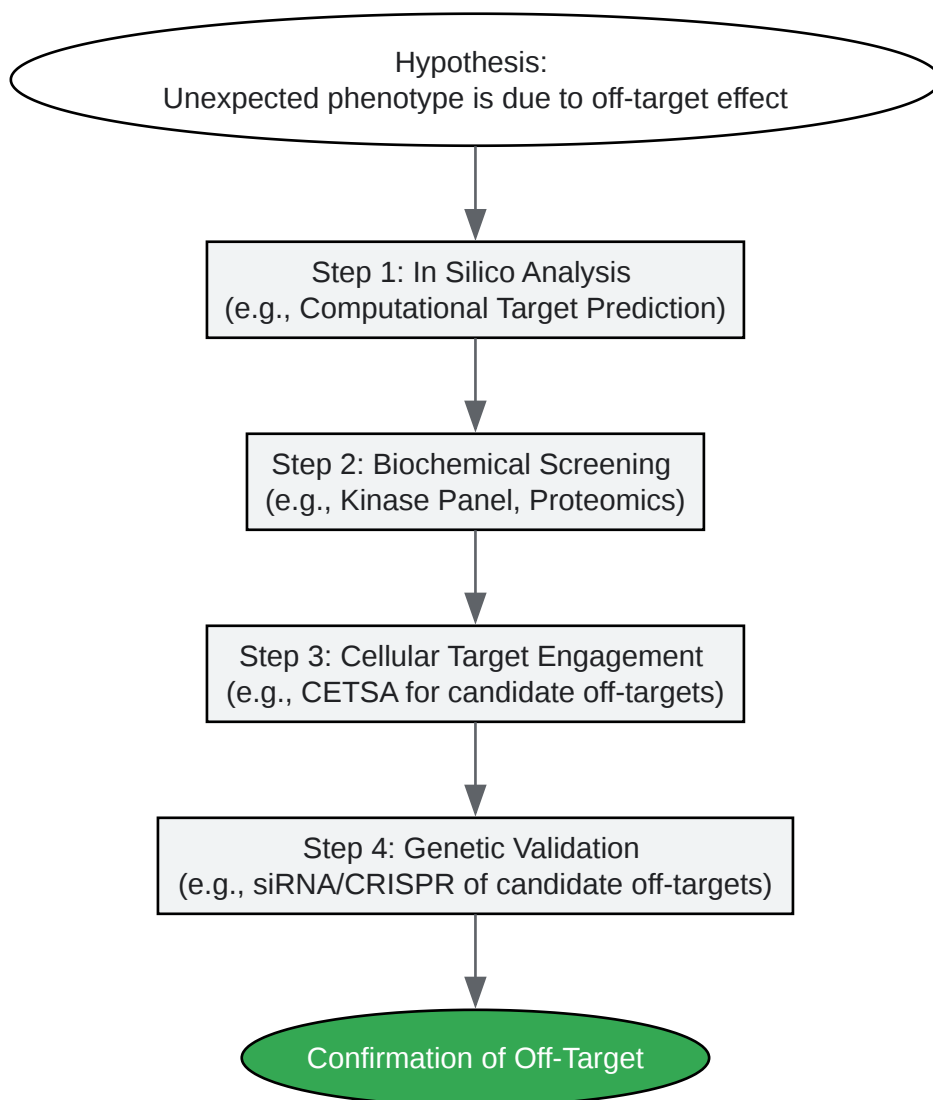 Hypothesis:
Unexpected phenotype is due to off-target effect
Step 1: In Silico Analysis
(e.g., Computational Target Prediction)
Step 2: Biochemical Screening
(e.g., Kinase Panel, Proteomics)
Step 3: Cellular Target Engagement
(e.g., CETSA for candidate off-targets)
Step 4: Genetic Validation
(e.g., siRNA/CRISPR of candidate off-targets)
Confirmation of Off-Target